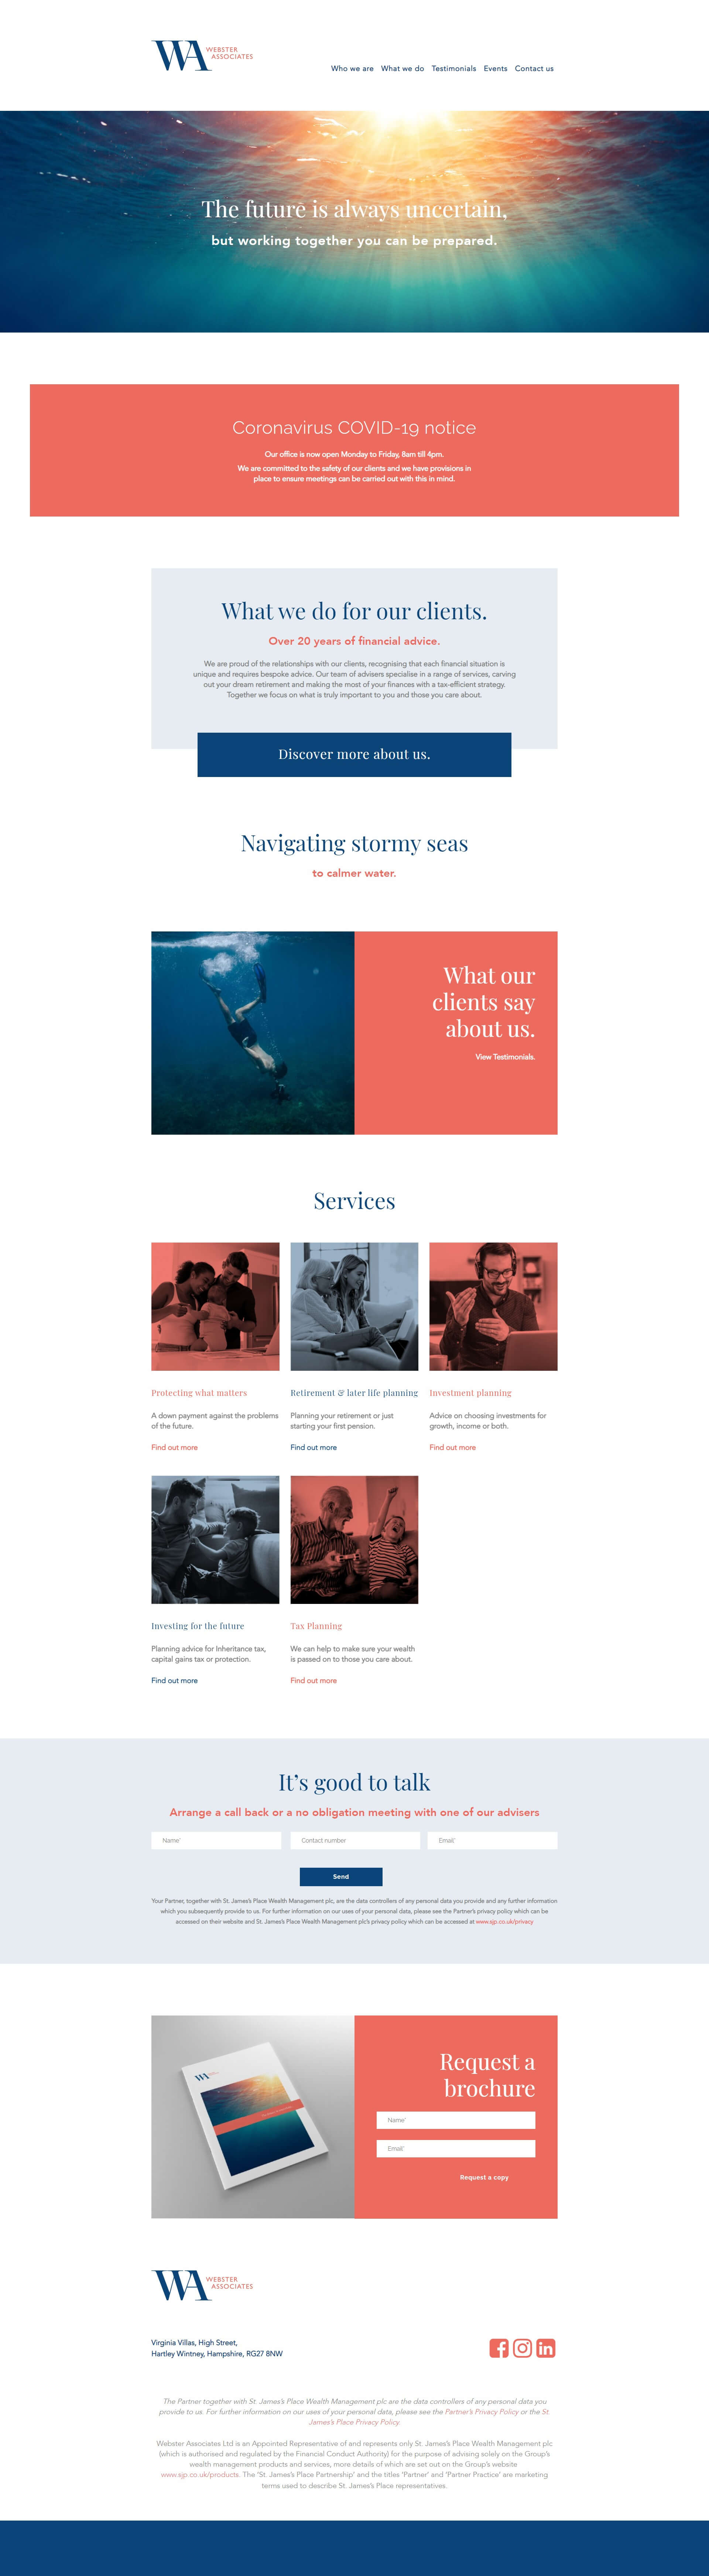 WA WEBSTER
ASSOCIATES
Who we are What we do Testimonials Events Contact us
The future is always uncertain,
but working together you can be prepared.
Coronavirus COVID-19 notice
Our office is now open Monday to Friday, 8am till 4pm.
We are committed to the safety of our clients and we have provisions in
place to ensure meetings can be carried out with this in mind.
What we do for our clients.
Over 20 years of financial advice.
We are proud of the relationships with our clients, recognising that each financial situation is
unique and requires bespoke advice. Our team of advisers specialise in a range of services, carving
out your dream retirement and making the most of your finances with a tax-efficient strategy.
Together we focus on what is truly important to you and those you care about.
Discover more about us.
Navigating stormy seas
to calmer water.
What our
clients say
about us.
View Testimonials.
Services
Protecting what matters
A down payment against the problems
of the future.
Find out more
Retirement & later life planning
Planning your retirement or just
starting your first pension.
Find out more
Investment planning
Advice on choosing investments for
growth, income or both.
Find out more
Investing for the future
Planning advice for Inheritance tax,
capital gains tax or protection.
Find out more
Tax Planning
We can help to make sure your wealth
is passed on to those you care about.
Find out more
It's good to talk
Arrange a call back or a no obligation meeting with one of our advisers
Name* Contact number Email*
Send
Your Partner, together with St. James's Place Wealth Management plc, are the data controllers of any personal data you provide and any further information
which you subsequently provide to us. For further information on our uses of your personal data, please see the Partner's privacy policy which can be
accessed on their website and St. James's Place Wealth Management plc's privacy policy which can be accessed at www.sjp.co.uk/privacy
WA
Request a
brochure
Name*
Email*
Request a copy
WA WEBSTER
ASSOCIATES
Virginia Villas, High Street,
Hartley Wintney, Hampshire, RG27 8NW
The Partner together with St. James's Place Wealth Management plc are the data controllers of any personal data you
provide to us. For further information on our uses of your personal data, please see the Partner's Privacy Policy or the St.
James's Place Privacy Policy.
Webster Associates Ltd is an Appointed Representative of and represents only St. James's Place Wealth Management plc
(which is authorised and regulated by the Financial Conduct Authority) for the purpose of advising solely on the Group's
wealth management products and services, more details of which are set out on the Group's website
www.sjp.co.uk/products. The 'St. James's Place Partnership' and the titles 'Partner' and 'Partner Practice' are marketing
terms used to describe St. James's Place representatives.